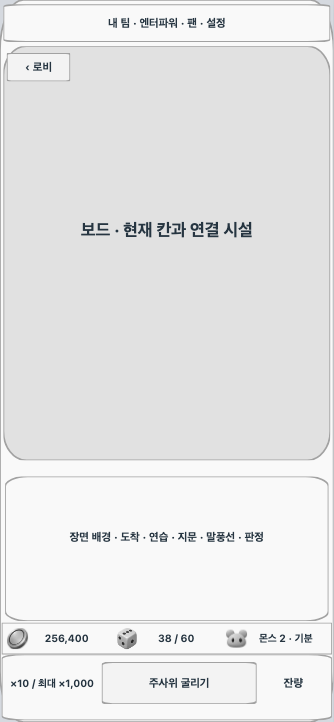 내 팀 · 엔터파워 · 팬 · 설정
‹ 로비
보드 · 현재 칸과 연결 시설
장면 배경 · 도착 · 연습 · 지문 · 말풍선 · 판정
256,400 38 / 60 몬스 2 · 기분
×10 / 최대 ×1,000 주사위 굴리기 잔량